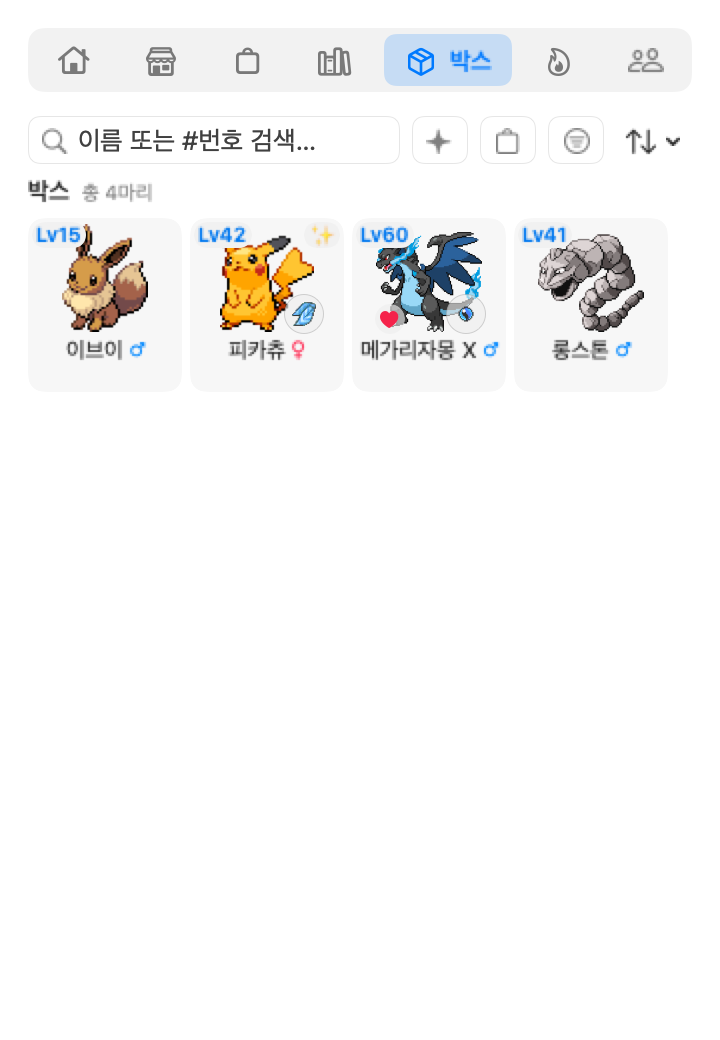 박스
이름 또는 #번호 검색...
박스 총 4마리
Lv15 Lv42 Lv60 Lv41
이브이 ♂ 피카츄 ♀ 메가리자몽 X ♂ 롱스톤 ♂